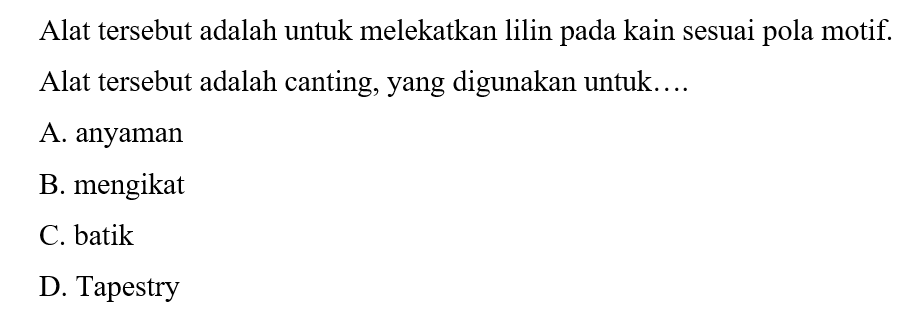 Alat tersebut adalah untuk melekatkan lilin pada kain sesuai pola motif.
Alat tersebut adalah canting, yang digunakan untuk….
A. anyaman
B. mengikat
C. batik
D. Tapestry